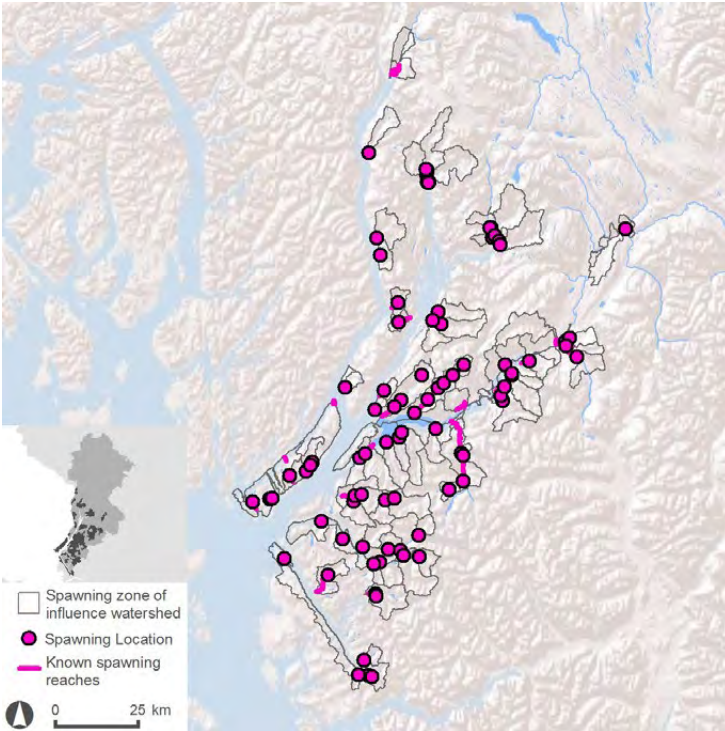 Spawning zone of
influence watershed
Spawning Location
Known spawning
reaches
0 25 km